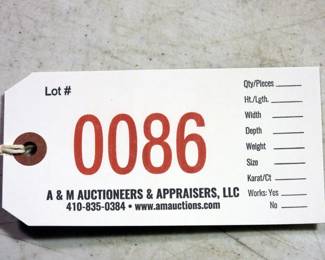 Lot #
0086
A & M AUCTIONEERS & APPRAISERS, LLC
410-835-0384 • www.amauctions.com
Qty/Pieces
Ht./Lgth.
Width
Depth
Weight
Size
Karat/Ct
Works: Yes
No